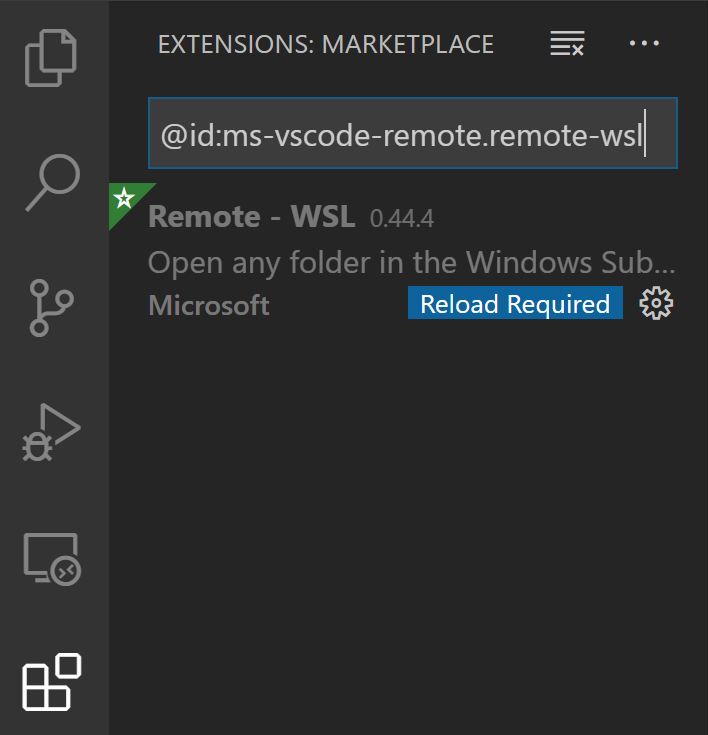 EXTENSIONS: MARKETPLACE
@id:ms-vscode-remote.remote-wsl
Remote - WSL 0.44.4
Open any folder in the Windows Sub...
Microsoft Reload Required